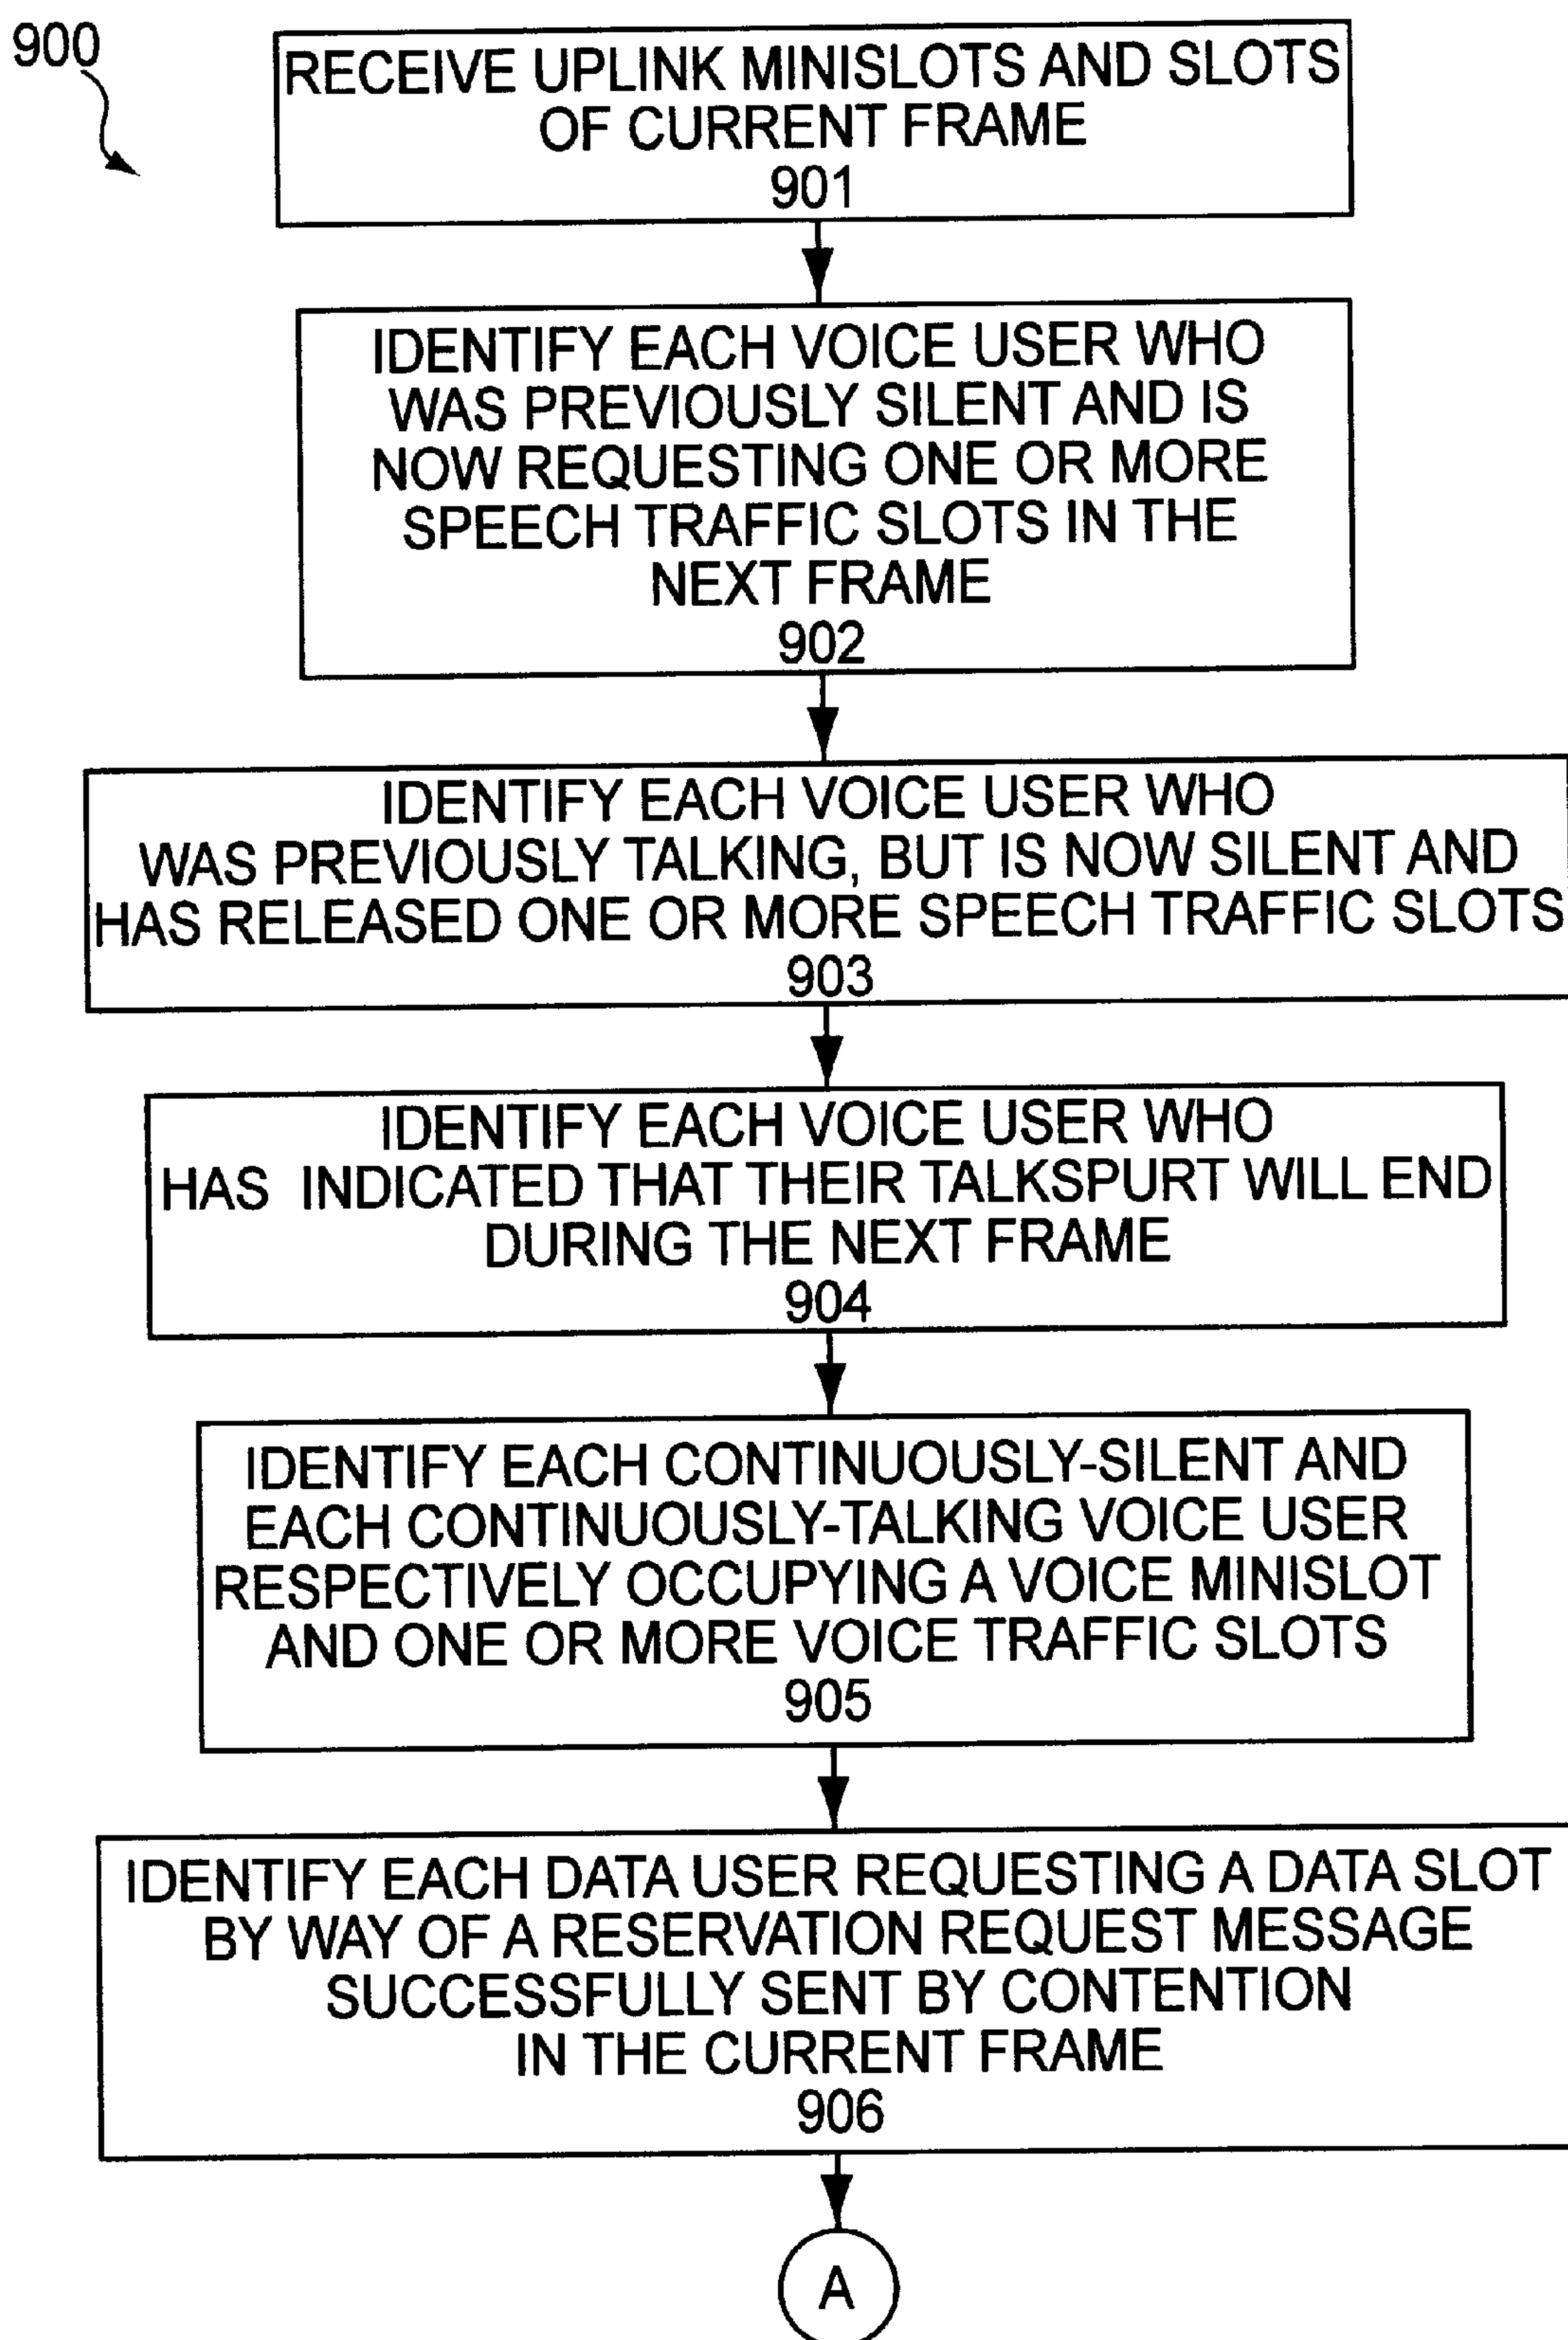 900
RECEIVE UPLINK MINISLOTS AND SLOTS
OF CURRENT FRAME
901
IDENTIFY EACH VOICE USER WHO
WAS PREVIOUSLY SILENT AND IS
NOW REQUESTING ONE OR MORE
SPEECH TRAFFIC SLOTS IN THE
NEXT FRAME
902
IDENTIFY EACH VOICE USER WHO
WAS PREVIOUSLY TALKING, BUT IS NOW SILENT AND
HAS RELEASED ONE OR MORE SPEECH TRAFFIC SLOTS
903
IDENTIFY EACH VOICE USER WHO
HAS INDICATED THAT THEIR TALKSPURT WILL END
DURING THE NEXT FRAME
904
IDENTIFY EACH CONTINUOUSLY-SILENT AND
EACH CONTINUOUSLY-TALKING VOICE USER
RESPECTIVELY OCCUPYING A VOICE MINISLOT
AND ONE OR MORE VOICE TRAFFIC SLOTS
905
IDENTIFY EACH DATA USER REQUESTING A DATA SLOT
BY WAY OF A RESERVATION REQUEST MESSAGE
SUCCESSFULLY SENT BY CONTENTION
IN THE CURRENT FRAME
906
A